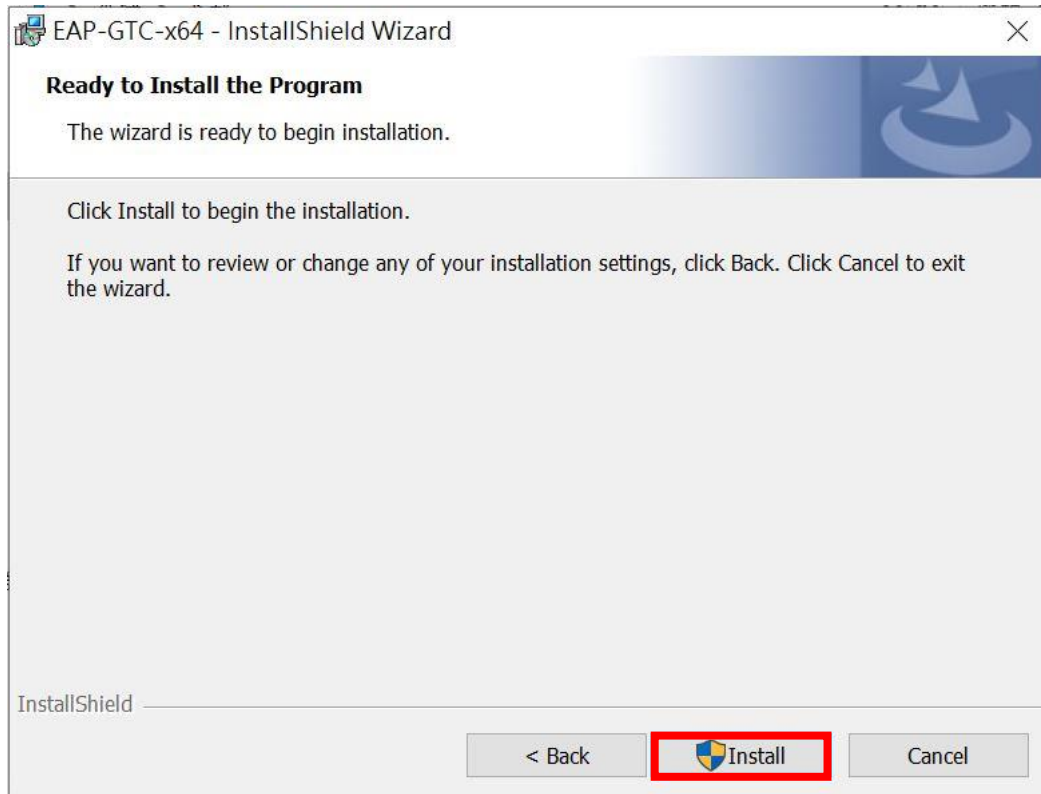 EAP-GTC-x64 - InstallShield Wizard
Ready to Install the Program
The wizard is ready to begin installation.
Click Install to begin the installation.
If you want to review or change any of your installation settings, click Back. Click Cancel to exit
the wizard.
InstallShield
< Back
Install
Cancel